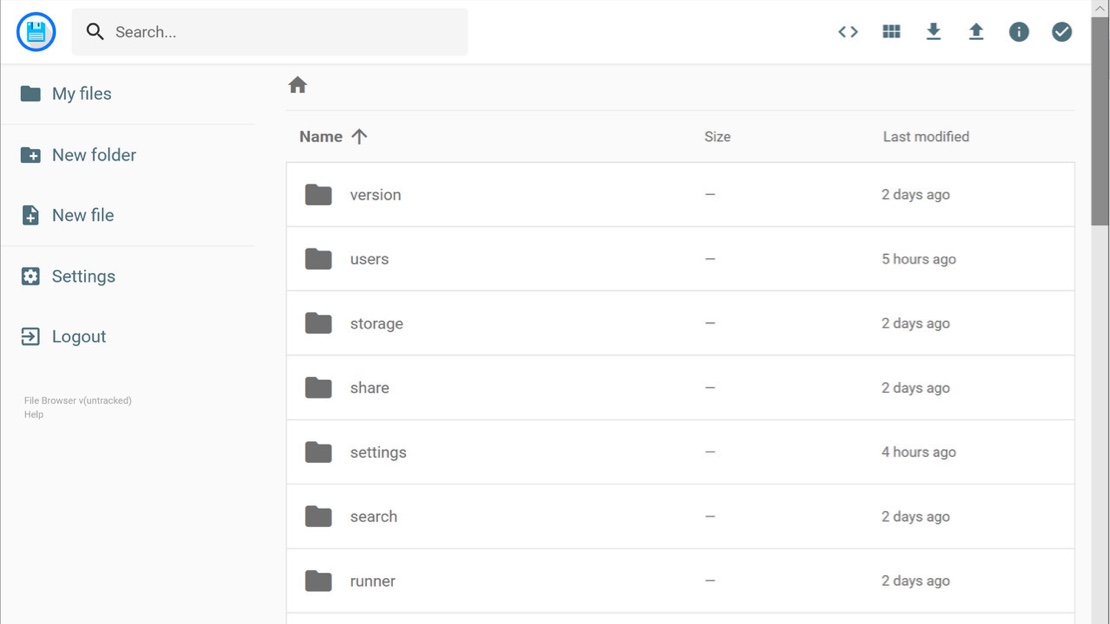 Search...
My files
New folder
New file
Settings
Logout
File Browser v(untracked)
Help
Name Size Last modified
version — 2 days ago
users — 5 hours ago
storage — 2 days ago
share — 2 days ago
settings — 4 hours ago
search — 2 days ago
runner — 2 days ago